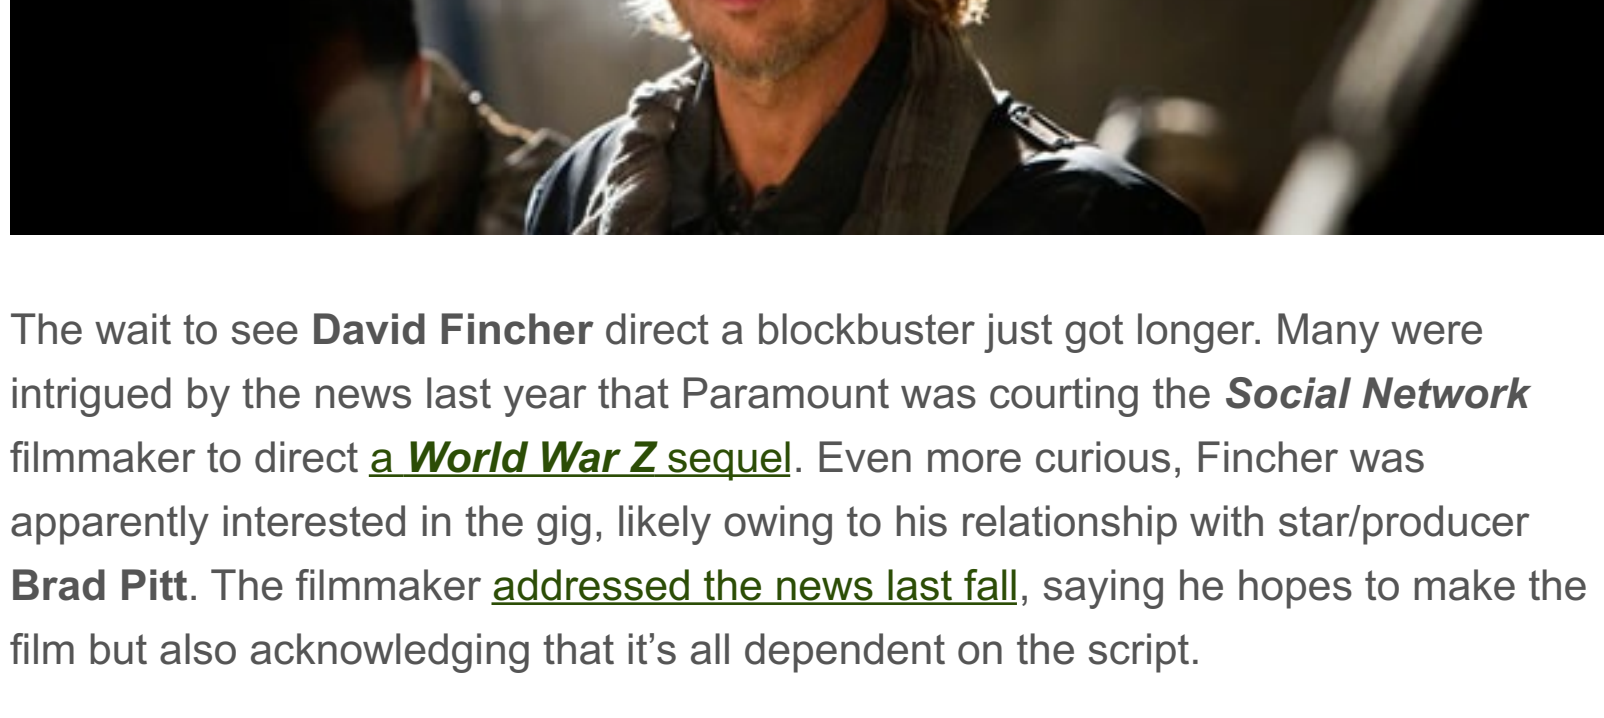 The wait to see David Fincher direct a blockbuster just got longer. Many were
intrigued by the news last year that Paramount was courting the Social Network
filmmaker to direct a World War Z sequel. Even more curious, Fincher was
apparently interested in the gig, likely owing to his relationship with star/producer
Brad Pitt. The filmmaker addressed the news last fall, saying he hopes to make the
film but also acknowledging that it’s all dependent on the script.